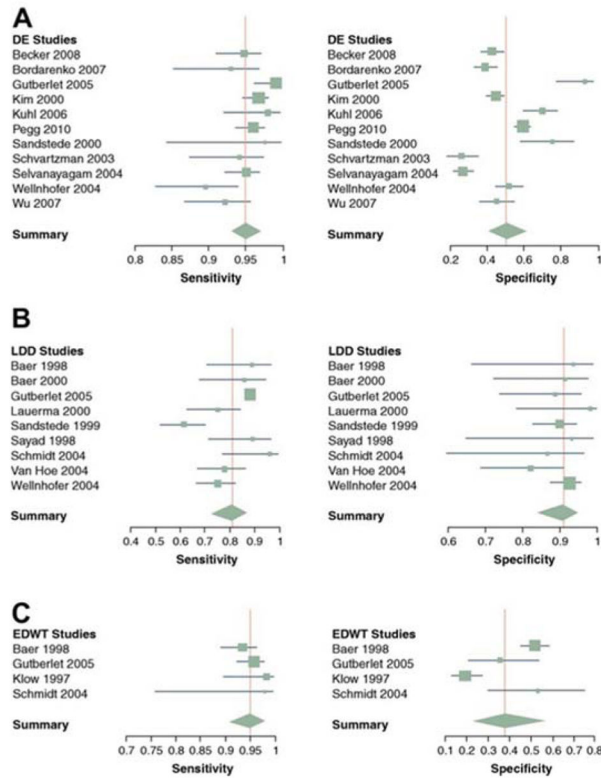 A
DE Studies
Becker 2008
Bordarenko 2007
Gutberlet 2005
Kim 2000
Kuhl 2006
Pegg 2010
Sandstede 2000
Schvartzman 2003
Selvanayagam 2004
Wellnhofer 2004
Wu 2007
Summary
0.8 0.85 0.9 0.95 1
Sensitivity
DE Studies
Becker 2008
Bordarenko 2007
Gutberlet 2005
Kim 2000
Kuhl 2006
Pegg 2010
Sandstede 2000
Schvartzman 2003
Selvanayagam 2004
Wellnhofer 2004
Wu 2007
Summary
0.2 0.4 0.6 0.8 1
Specificity
B
LDD Studies
Baer 1998
Baer 2000
Gutberlet 2005
Lauerma 2000
Sandstede 1999
Sayad 1998
Schmidt 2004
Van Hoe 2004
Wellnhofer 2004
Summary
0.4 0.5 0.6 0.7 0.8 0.9 1
Sensitivity
LDD Studies
Baer 1998
Baer 2000
Gutberlet 2005
Lauerma 2000
Sandstede 1999
Sayad 1998
Schmidt 2004
Van Hoe 2004
Wellnhofer 2004
Summary
0.6 0.7 0.8 0.9 1
Specificity
C
EDWT Studies
Baer 1998
Gutberlet 2005
Klow 1997
Schmidt 2004
Summary
0.7 0.75 0.8 0.85 0.9 0.95 1
Sensitivity
EDWT Studies
Baer 1998
Gutberlet 2005
Klow 1997
Schmidt 2004
Summary
0.1 0.2 0.3 0.4 0.5 0.6 0.7 0.8
Specificity